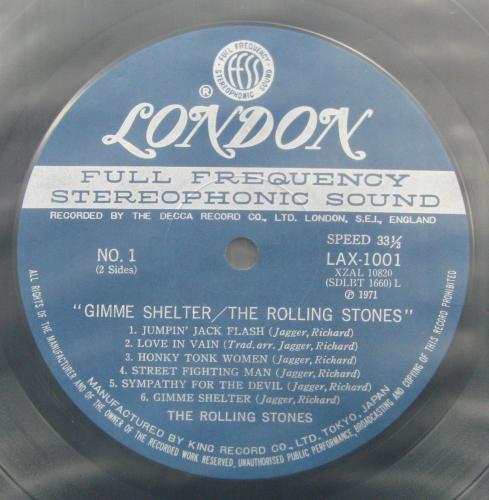 FULL FREQUENCY
ffss
STEREOPHONIC SOUND
®
LONDON
FULL FREQUENCY
STEREOPHONIC SOUND
RECORDED BY THE DECCA RECORD CO., LTD. LONDON, S.E.I., ENGLAND
NO. 1
(2 Sides)
SPEED 33⅓
LAX-1001
XZAL 10820
(SDLBT 1660) L
℗ 1971
"GIMME SHELTER/THE ROLLING STONES"
1. JUMPIN' JACK FLASH (Jagger, Richard)
2. LOVE IN VAIN (Trad. arr. Jagger, Richard)
3. HONKY TONK WOMEN (Jagger, Richard)
4. STREET FIGHTING MAN (Jagger, Richard)
5. SYMPATHY FOR THE DEVIL (Jagger, Richard)
6. GIMME SHELTER (Jagger, Richard)
THE ROLLING STONES
MANUFACTURED BY KING RECORD CO., LTD. TOKYO, JAPAN
ALL RIGHTS OF THE MANUFACTURER AND OF THE OWNER OF THE RECORDED WORK RESERVED, UNAUTHORISED PUBLIC PERFORMANCE, BROADCASTING AND COPYING OF THIS RECORD PROHIBITED